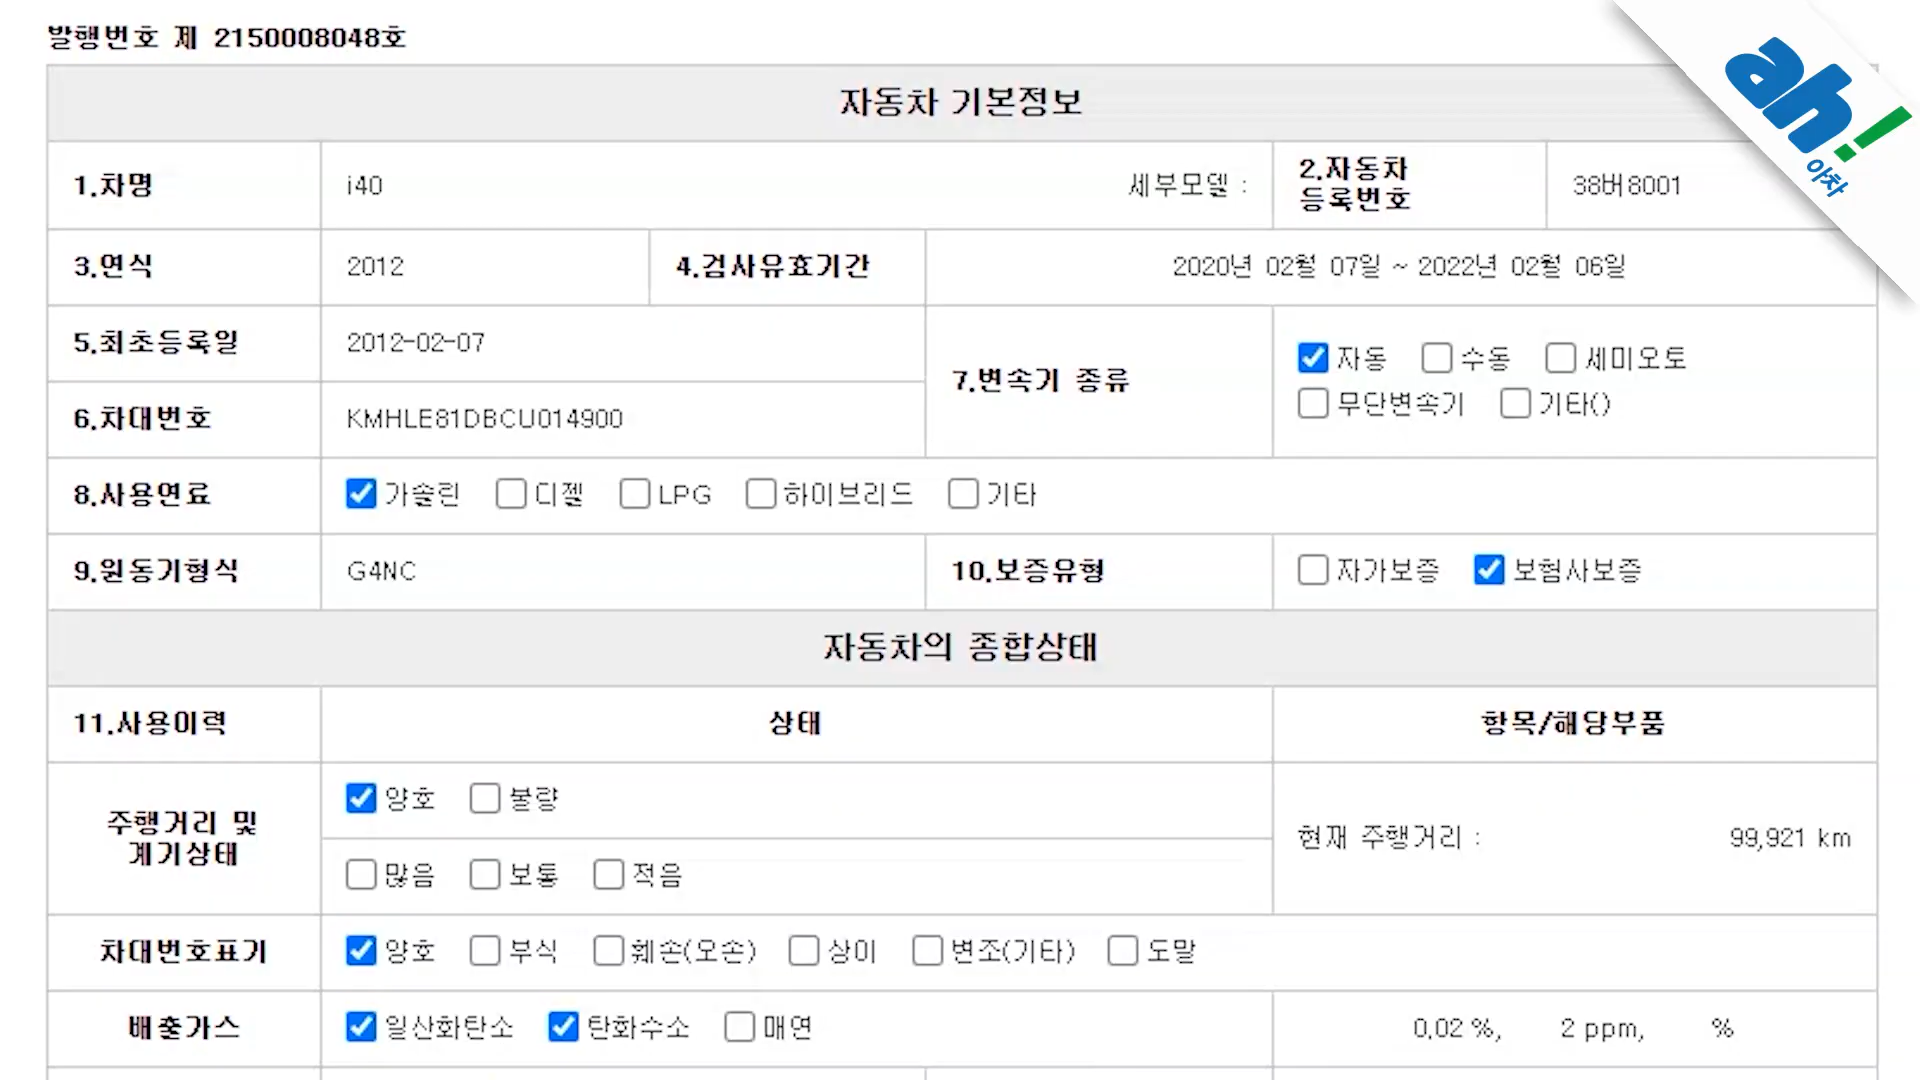 발행번호 제 2150008048호
자동차 기본정보
1.차명 i40 세부모델 : 2.자동차 등록번호 38버8001
3.연식 2012 4.검사유효기간 2020년 02월 07일 ~ 2022년 02월 06일
5.최초등록일 2012-02-07
6.차대번호 KMHLE81DBCU014900
7.변속기 종류 자동 수동 세미오토
무단변속기 기타()
8.사용연료 가솔린 디젤 LPG 하이브리드 기타
9.원동기형식 G4NC 10.보증유형 자가보증 보험사보증
자동차의 종합상태
11.사용이력 상태 항목/해당부품
주행거리 및
계기상태
양호 불량
많음 보통 적음
현재 주행거리 : 99,921 km
차대번호표기 양호 부식 훼손(오손) 상이 변조(기타) 도말
배출가스 일산화탄소 탄화수소 매연 0.02 %, 2 ppm, %
ah!
아차